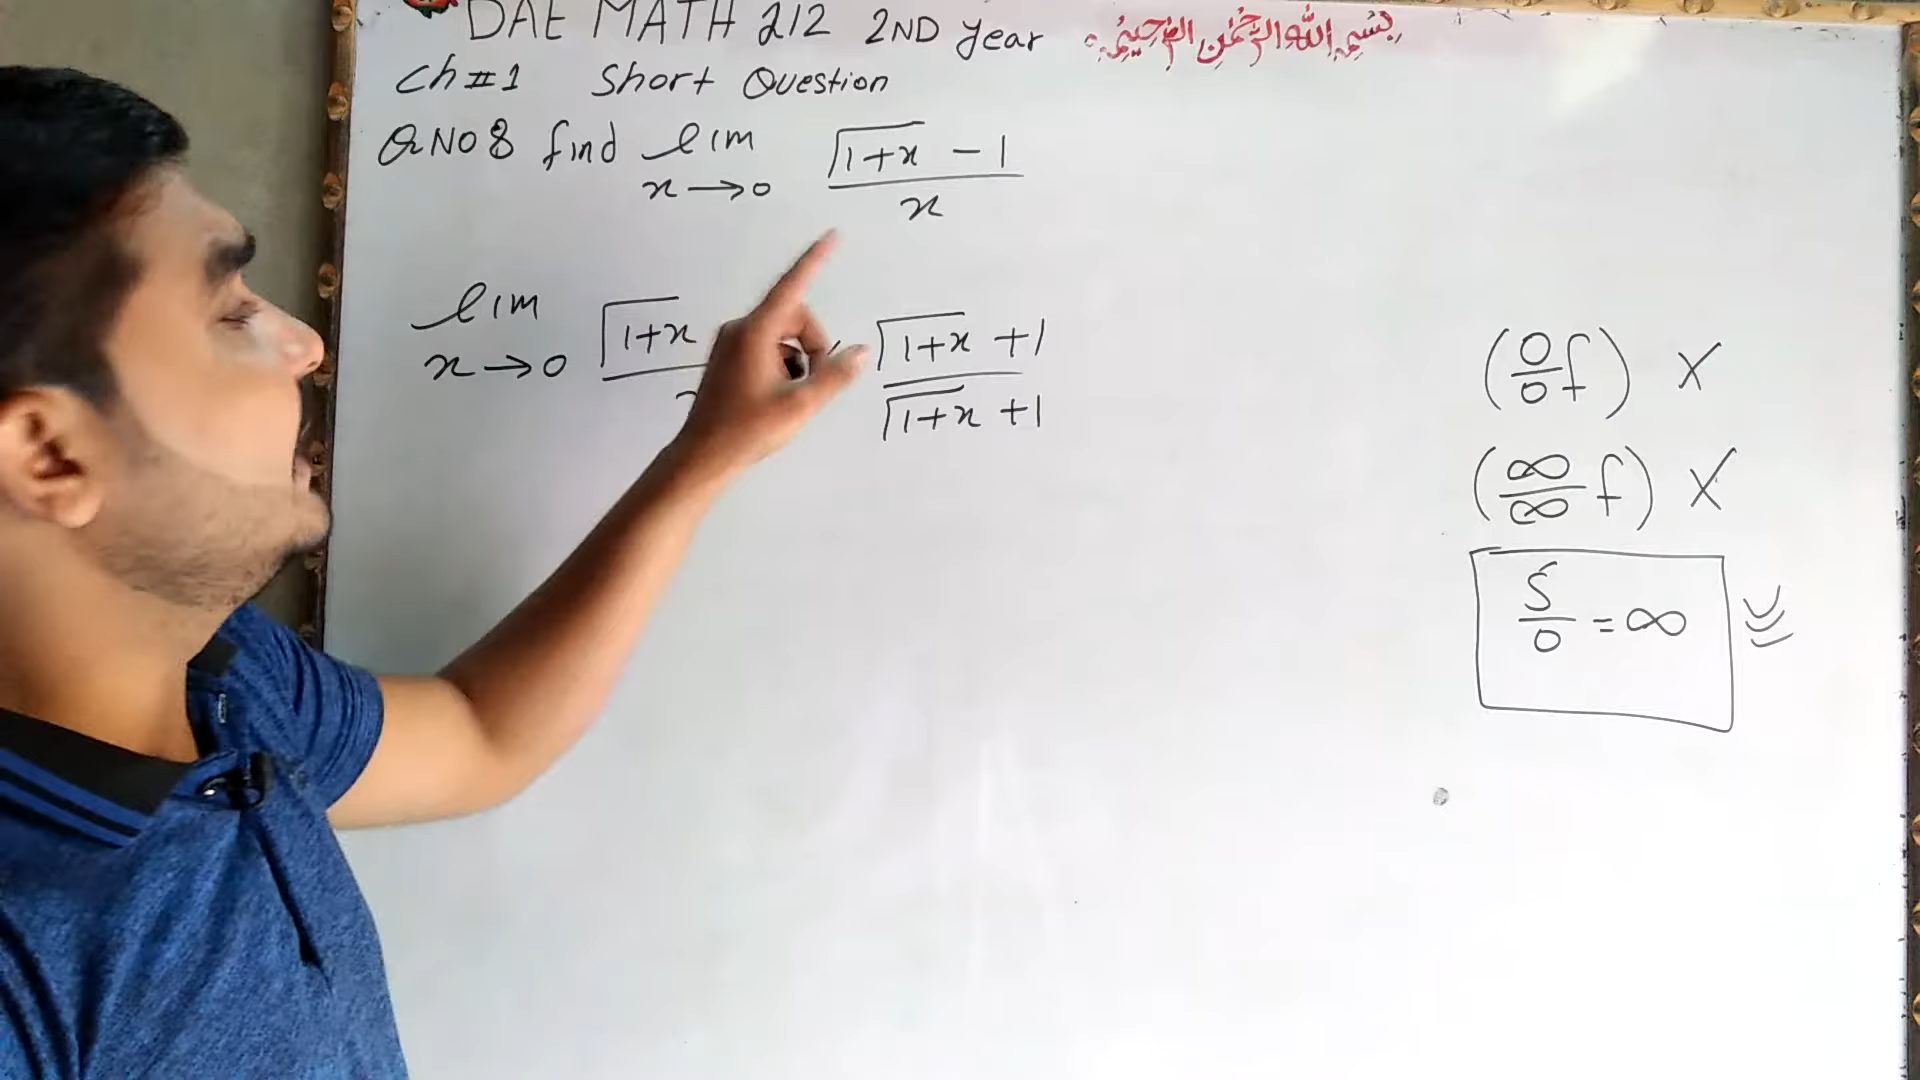 DAE MATH 212 2ND year بِسْمِ اللهِ الرَّحْمٰنِ الرَّحِيْمِ
Ch#1 Short Question
QNO8 find lim x→0 (√1+x - 1)/x
lim x→0 √1+x (√1+x +1)/(√1+x +1)
(0/0 f) X
(∞/∞ f) X
5/0 = ∞